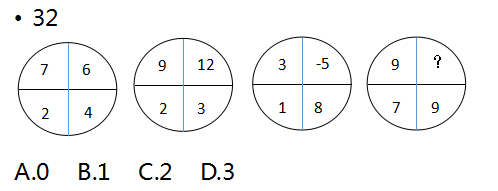 • 32
7 6 9 12 3 -5 9 ?
2 4 2 3 1 8 7 9
A.0 B.1 C.2 D.3